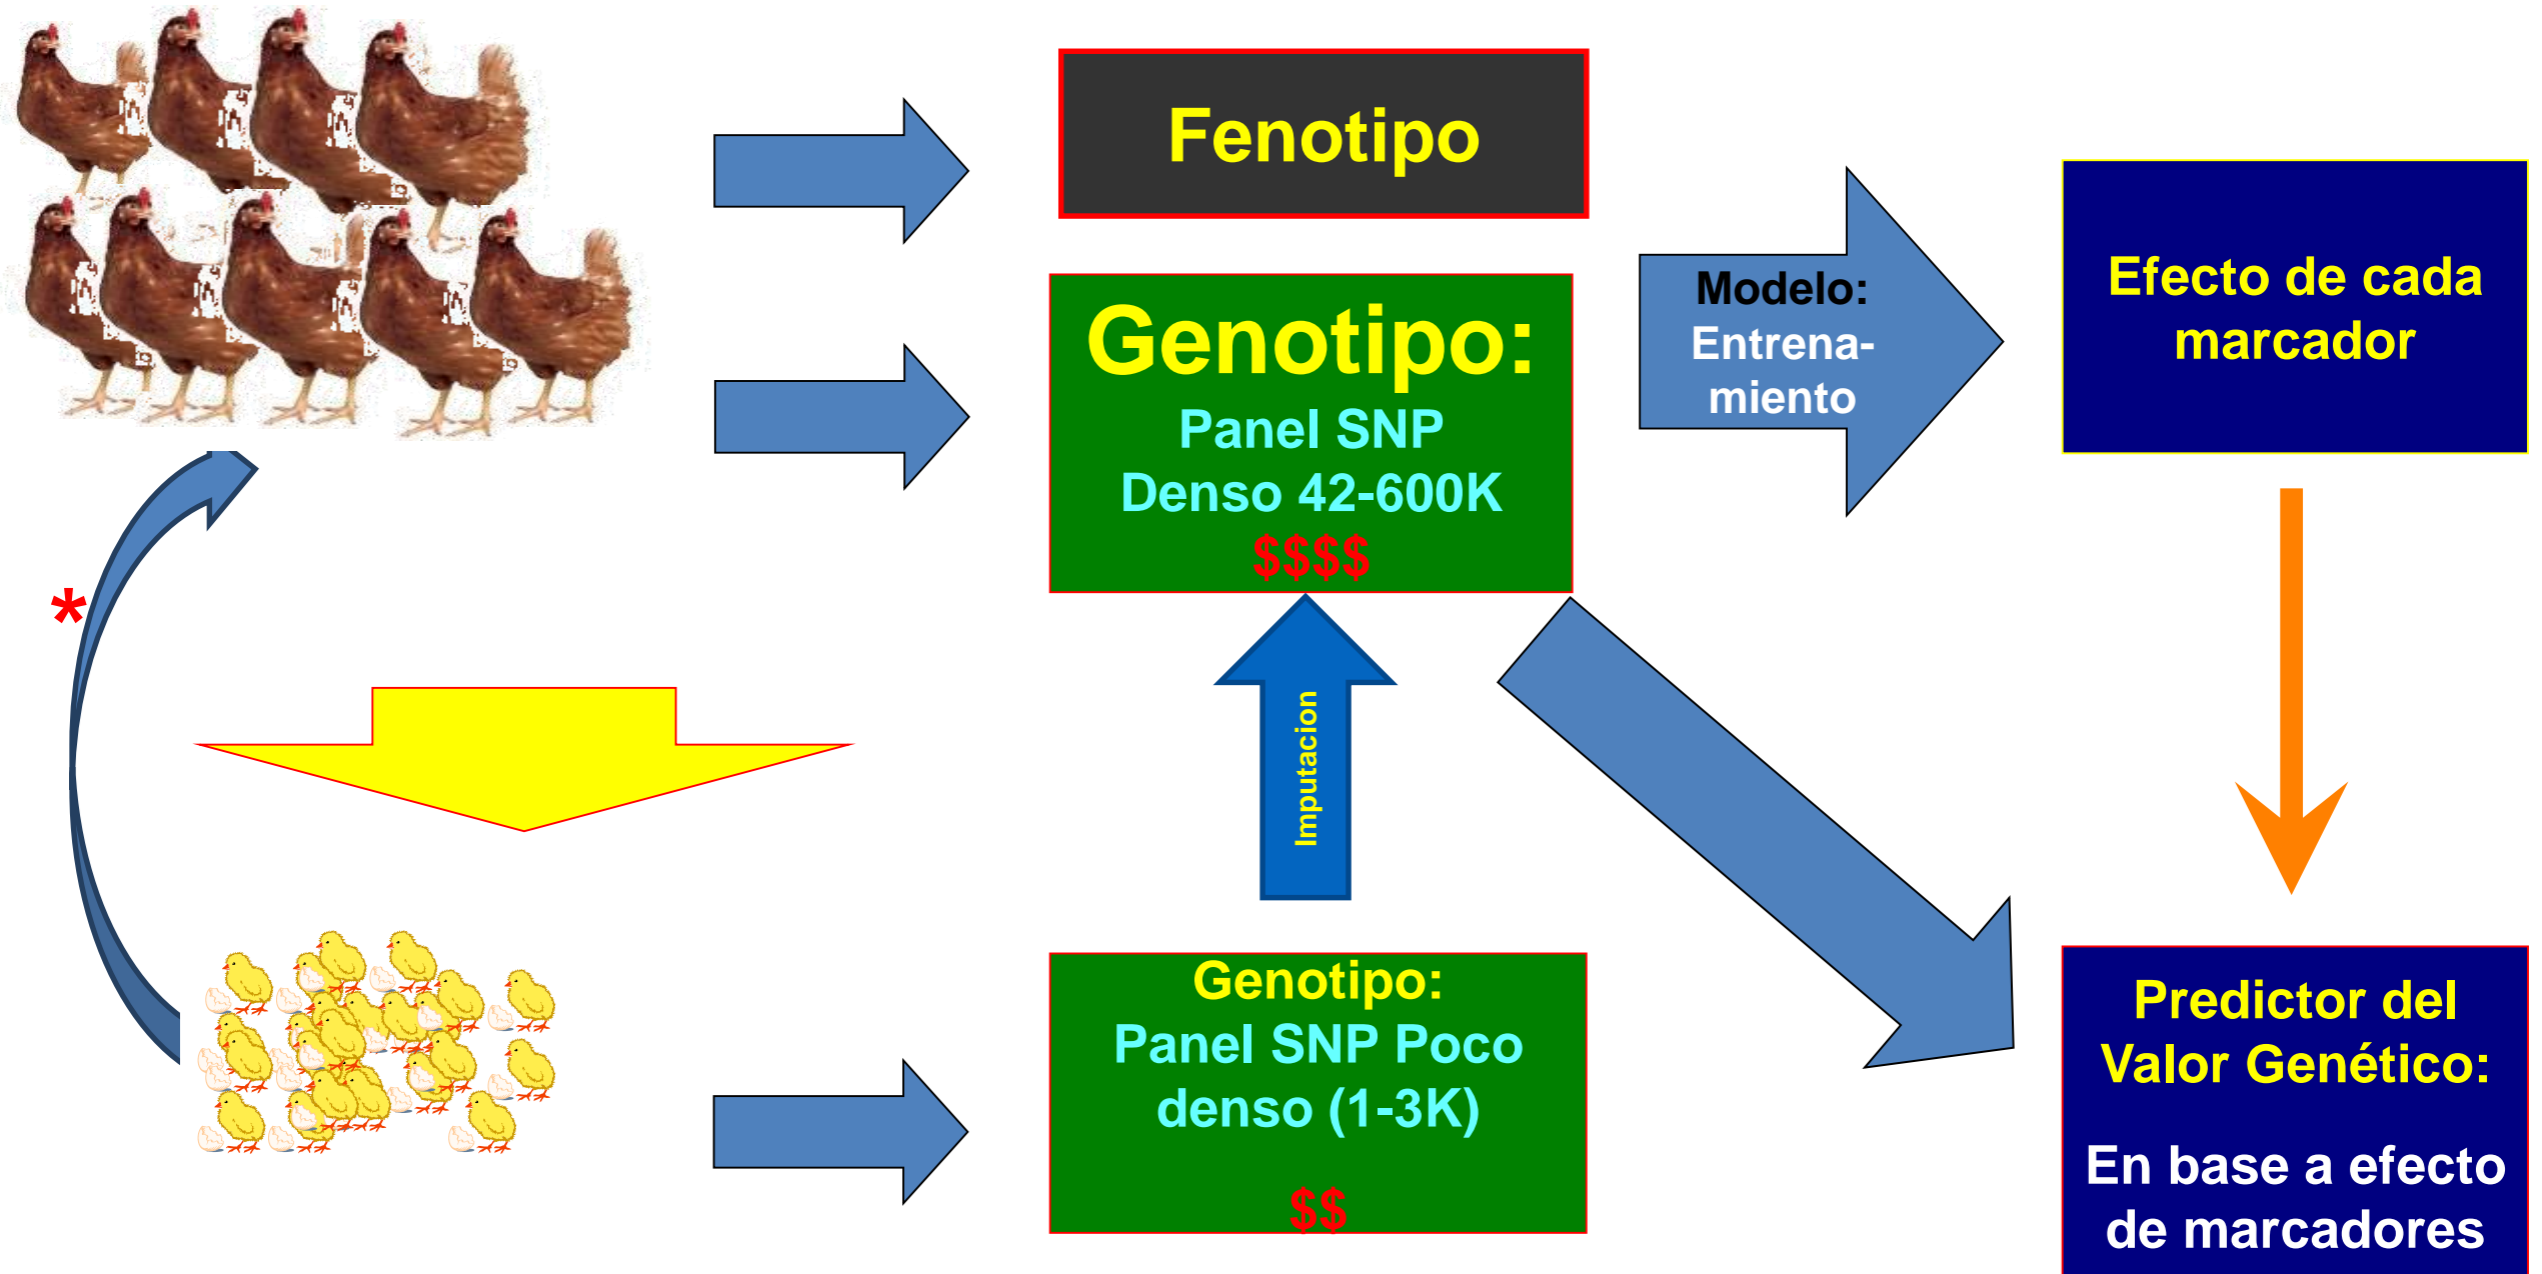 Fenotipo
Genotipo:
Panel SNP
Denso 42-600K
$$$$
Modelo:
Entrena-
miento
Efecto de cada
marcador
*
Imputacion
Genotipo:
Panel SNP Poco
denso (1-3K)
$$
Predictor del
Valor Genético:
En base a efecto
de marcadores